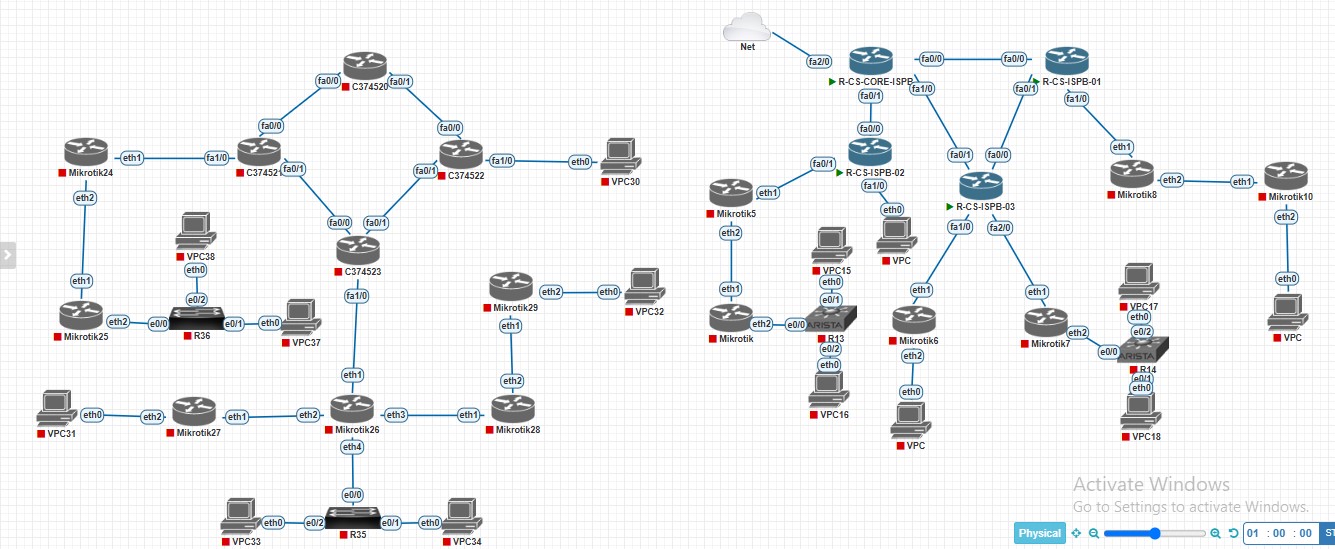 Net
fa2/0
R-CS-CORE-ISPB
fa0/0
fa0/0
R-CS-ISPB-01
fa0/1
fa1/0
fa0/1
fa1/0
fa0/0
R-CS-ISPB-02
fa0/1
fa1/0
fa0/1
fa0/0
R-CS-ISPB-03
fa1/0
fa2/0
eth1
Mikrotik5
eth2
eth1
Mikrotik
eth2
e0/0
ARISTA
R13
e0/1
eth0
VPC15
e0/2
eth0
VPC16
eth0
VPC
eth1
Mikrotik6
eth2
eth0
VPC
eth1
Mikrotik7
eth2
e0/0
ARISTA
R14
e0/2
eth0
VPC17
e0/1
eth0
VPC18
eth1
Mikrotik8
eth2
eth1
Mikrotik10
eth2
eth0
VPC
C374520
fa0/0
fa0/1
fa0/0
fa0/0
Mikrotik24
eth1
fa1/0
C374521
fa0/1
fa0/1
C374522
fa1/0
eth0
VPC30
eth2
eth1
Mikrotik25
eth2
e0/0
R36
e0/2
eth0
VPC38
e0/1
eth0
VPC37
fa0/0
fa0/1
C374523
fa1/0
eth1
Mikrotik29
eth2
eth0
VPC32
eth1
eth2
Mikrotik28
eth1
eth3
Mikrotik26
eth2
eth1
Mikrotik27
eth2
eth0
VPC31
eth4
e0/0
R35
e0/2
eth0
VPC33
e0/1
eth0
VPC34
Activate Windows
Go to Settings to activate Windows.
Physical
01 : 00 : 00
ST